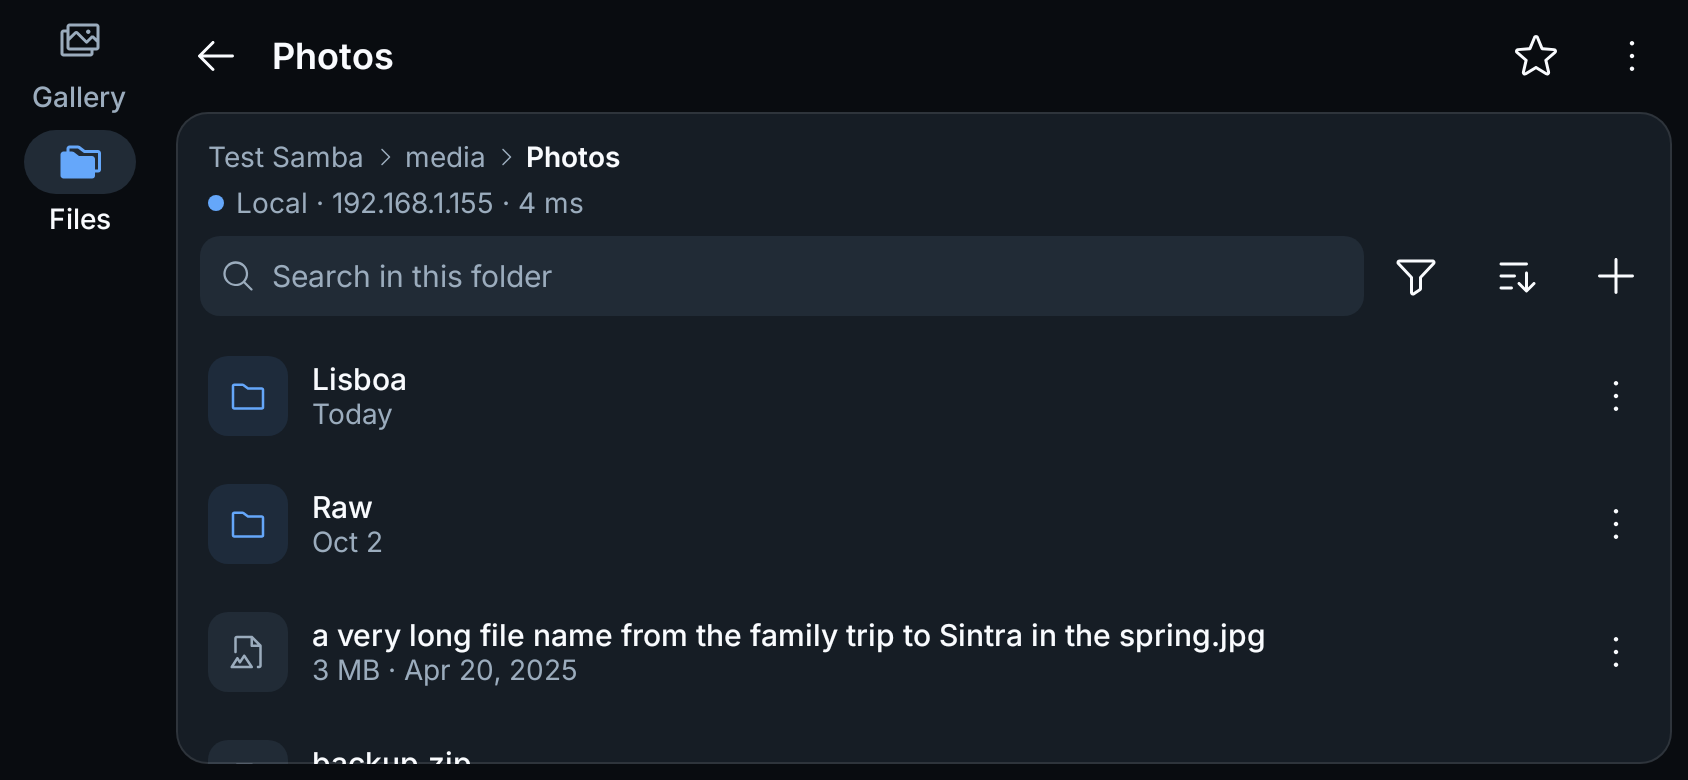 Gallery
Files
Photos
Test Samba > media > Photos
Local · 192.168.1.155 · 4 ms
Search in this folder
Lisboa
Today
Raw
Oct 2
a very long file name from the family trip to Sintra in the spring.jpg
3 MB · Apr 20, 2025
backup.zip